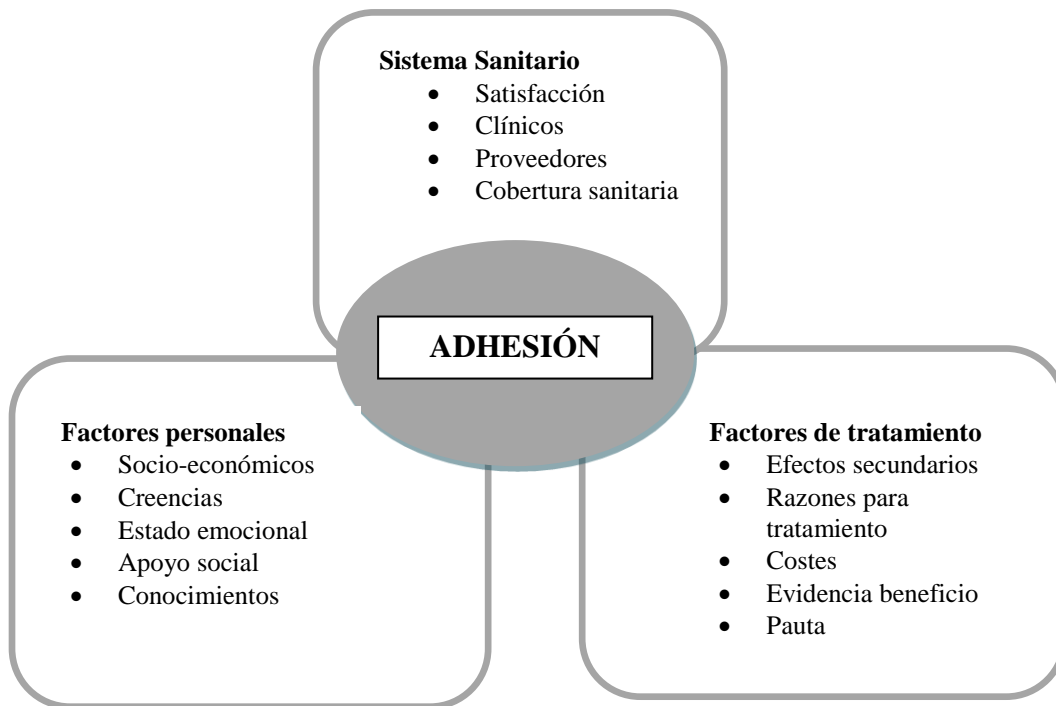 Sistema Sanitario
• Satisfacción
• Clínicos
• Proveedores
• Cobertura sanitaria
ADHESIÓN
Factores personales
• Socio-económicos
• Creencias
• Estado emocional
• Apoyo social
• Conocimientos
Factores de tratamiento
• Efectos secundarios
• Razones para
tratamiento
• Costes
• Evidencia beneficio
• Pauta